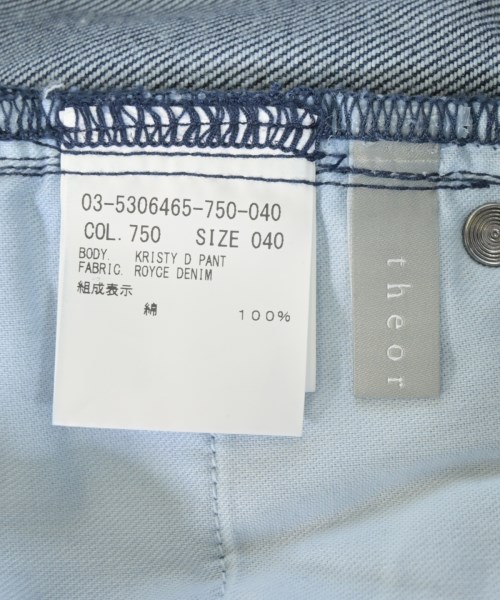 03-5306465-750-040
COL. 750 SIZE 040
BODY. KRISTY D PANT
FABRIC. ROYCE DENIM
組成表示
綿 100%
theor